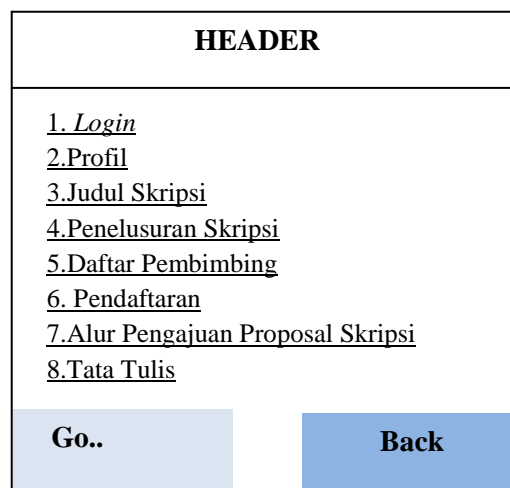 HEADER
1. Login
2.Profil
3.Judul Skripsi
4.Penelusuran Skripsi
5.Daftar Pembimbing
6. Pendaftaran
7.Alur Pengajuan Proposal Skripsi
8.Tata Tulis
Go.. Back